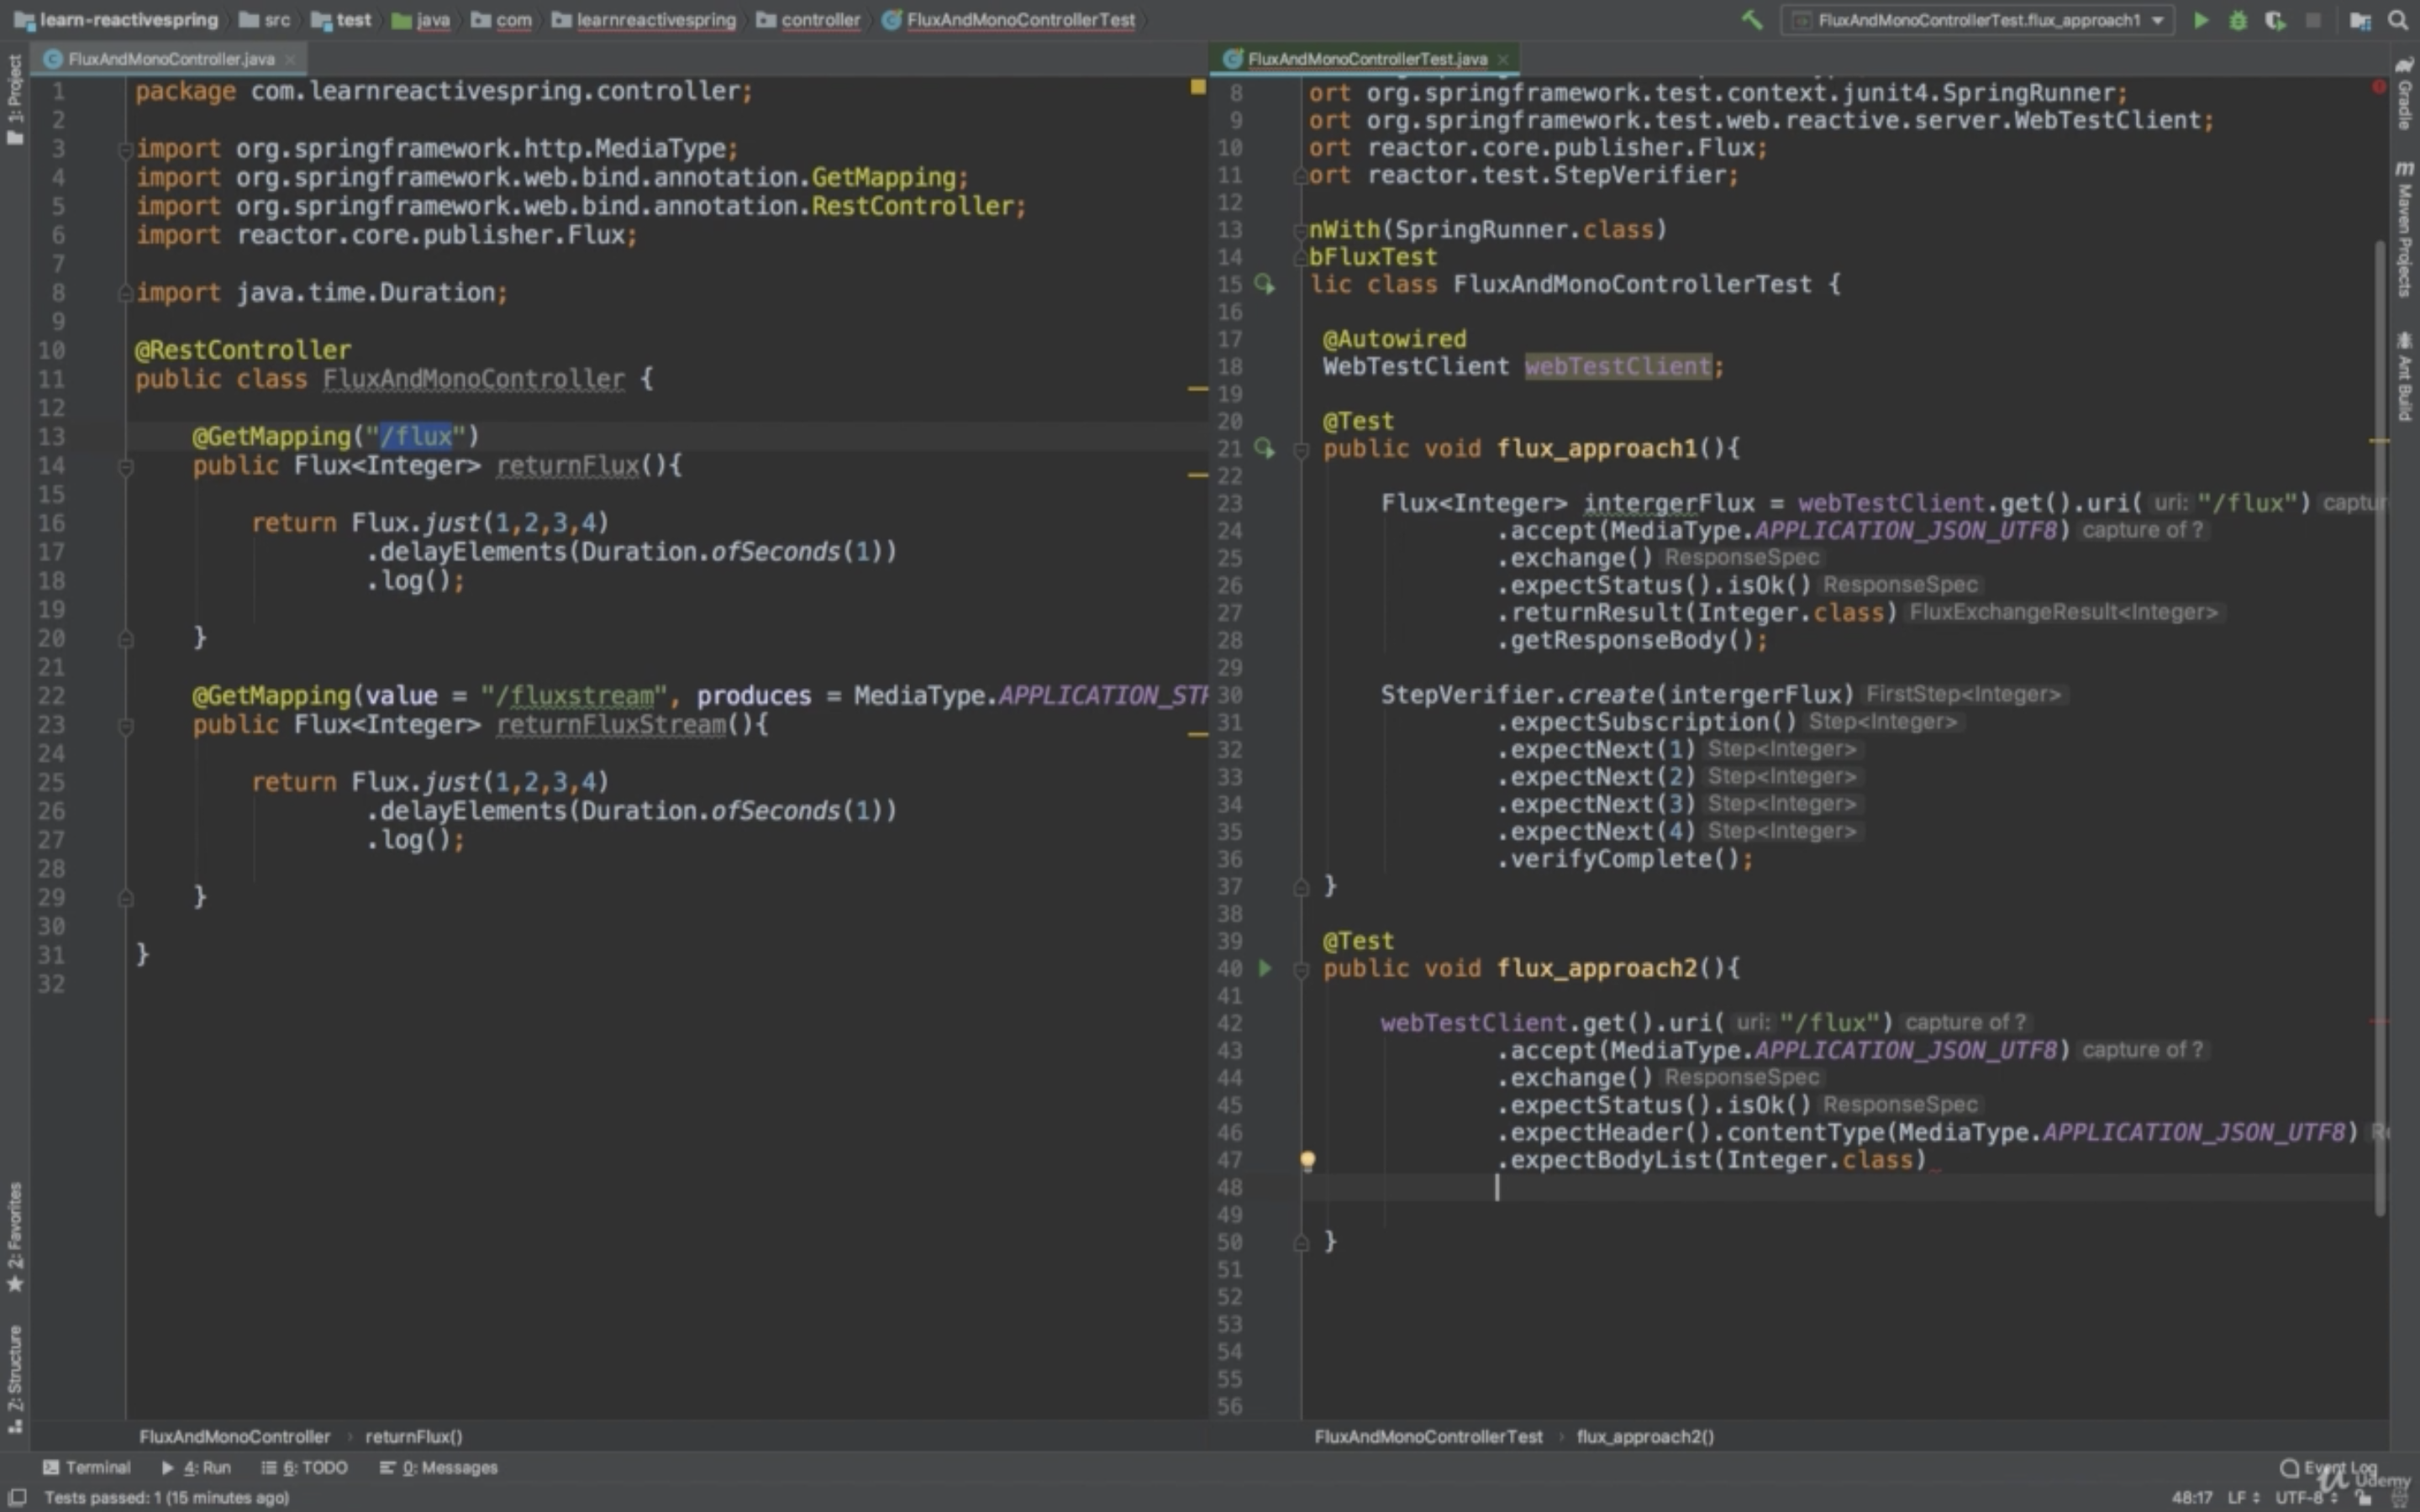 learn-reactivespring src test java com learnreactivespring controller FluxAndMonoControllerTest
FluxAndMonoControllerTest.flux_approach1
FluxAndMonoController.java
FluxAndMonoControllerTest.java
1: Project
2: Favorites
Z: Structure
1 package com.learnreactivespring.controller;
2
3 import org.springframework.http.MediaType;
4 import org.springframework.web.bind.annotation.GetMapping;
5 import org.springframework.web.bind.annotation.RestController;
6 import reactor.core.publisher.Flux;
7
8 import java.time.Duration;
9
10 @RestController
11 public class FluxAndMonoController {
12
13 @GetMapping("/flux")
14 public Flux<Integer> returnFlux(){
15
16 return Flux.just(1,2,3,4)
17 .delayElements(Duration.ofSeconds(1))
18 .log();
19
20 }
21
22 @GetMapping(value = "/fluxstream", produces = MediaType.APPLICATION_STR
23 public Flux<Integer> returnFluxStream(){
24
25 return Flux.just(1,2,3,4)
26 .delayElements(Duration.ofSeconds(1))
27 .log();
28
29 }
30
31 }
32
8 ort org.springframework.test.context.junit4.SpringRunner;
9 ort org.springframework.test.web.reactive.server.WebTestClient;
10 ort reactor.core.publisher.Flux;
11 ort reactor.test.StepVerifier;
12
13 nWith(SpringRunner.class)
14 bFluxTest
15 lic class FluxAndMonoControllerTest {
16
17 @Autowired
18 WebTestClient webTestClient;
19
20 @Test
21 public void flux_approach1(){
22
23 Flux<Integer> intergerFlux = webTestClient.get().uri( uri: "/flux") captur
24 .accept(MediaType.APPLICATION_JSON_UTF8) capture of ?
25 .exchange() ResponseSpec
26 .expectStatus().isOk() ResponseSpec
27 .returnResult(Integer.class) FluxExchangeResult<Integer>
28 .getResponseBody();
29
30 StepVerifier.create(intergerFlux) FirstStep<Integer>
31 .expectSubscription() Step<Integer>
32 .expectNext(1) Step<Integer>
33 .expectNext(2) Step<Integer>
34 .expectNext(3) Step<Integer>
35 .expectNext(4) Step<Integer>
36 .verifyComplete();
37 }
38
39 @Test
40 public void flux_approach2(){
41
42 webTestClient.get().uri( uri: "/flux") capture of ?
43 .accept(MediaType.APPLICATION_JSON_UTF8) capture of ?
44 .exchange() ResponseSpec
45 .expectStatus().isOk() ResponseSpec
46 .expectHeader().contentType(MediaType.APPLICATION_JSON_UTF8) Re
47 .expectBodyList(Integer.class)
48
49
50 }
51
52
53
54
55
56
Gradle
Maven Projects
Ant Build
FluxAndMonoController returnFlux()
FluxAndMonoControllerTest flux_approach2()
Terminal 4: Run 6: TODO 0: Messages
Event Log
Udemy
Tests passed: 1 (15 minutes ago)
48:17 LF UTF-8